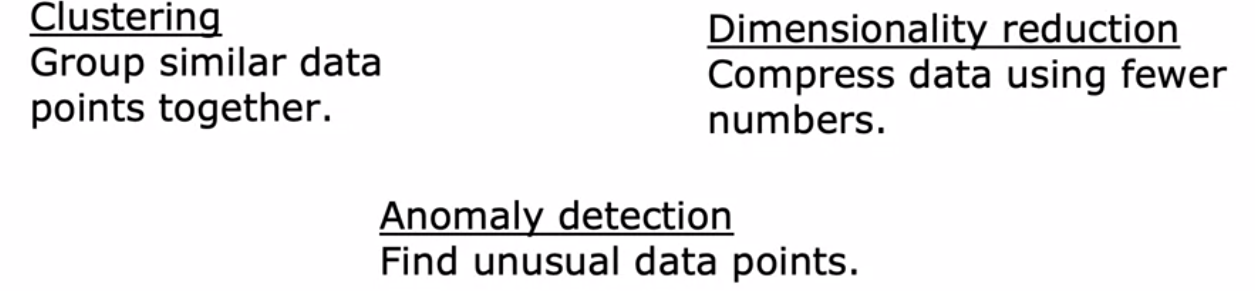 Clustering
Group similar data
points together.
Dimensionality reduction
Compress data using fewer
numbers.
Anomaly detection
Find unusual data points.